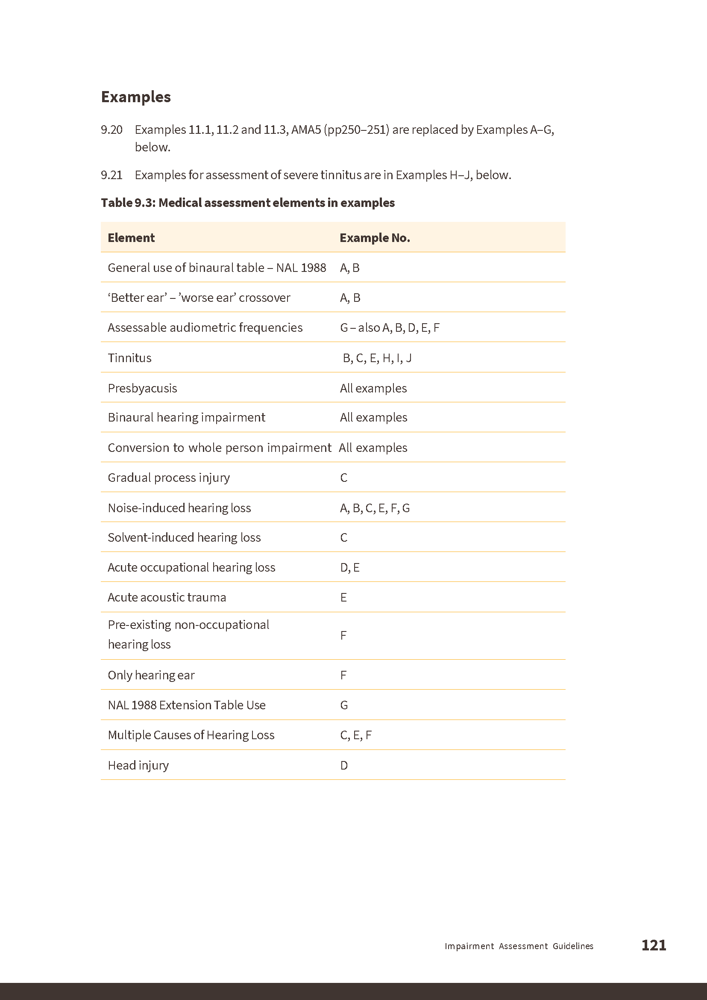 Examples
9.20 Examples 11.1, 11.2 and 11.3, AMA5 (pp250–251) are replaced by Examples A–G,
below.
9.21 Examples for assessment of severe tinnitus are in Examples H–J, below.
Table 9.3: Medical assessment elements in examples
Element Example No.
General use of binaural table – NAL 1988 A, B
‘Better ear’ – ’worse ear’ crossover A, B
Assessable audiometric frequencies G – also A, B, D, E, F
Tinnitus B, C, E, H, I, J
Presbyacusis All examples
Binaural hearing impairment All examples
Conversion to whole person impairment All examples
Gradual process injury C
Noise-induced hearing loss A, B, C, E, F, G
Solvent-induced hearing loss C
Acute occupational hearing loss D, E
Acute acoustic trauma E
Pre-existing non-occupational
hearing loss F
Only hearing ear F
NAL 1988 Extension Table Use G
Multiple Causes of Hearing Loss C, E, F
Head injury D
Impairment Assessment Guidelines 121